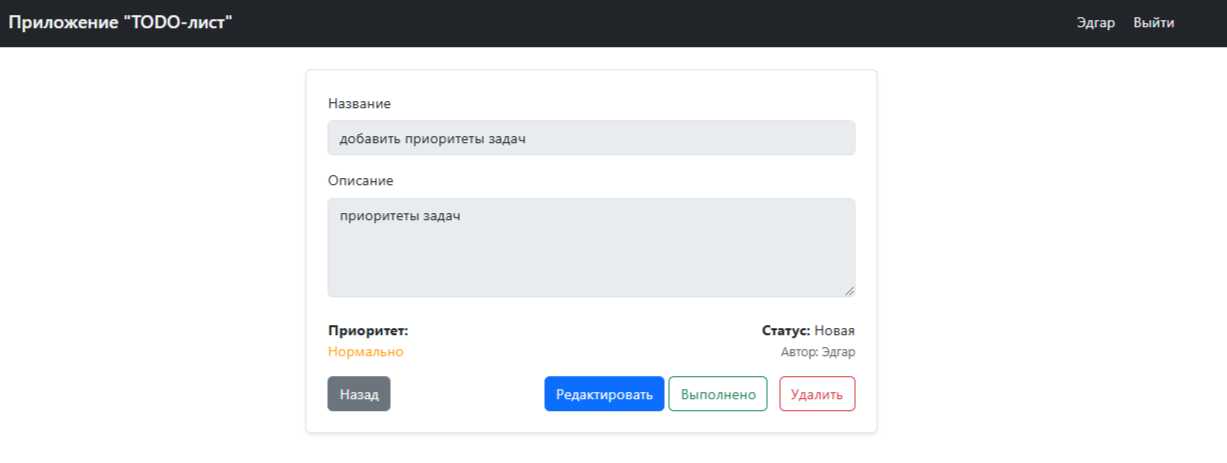 Приложение "TODO-лист" Эдгар Выйти
Название
добавить приоритеты задач
Описание
приоритеты задач
Приоритет: Статус: Новая
Нормально Автор: Эдгар
Назад Редактировать Выполнено Удалить